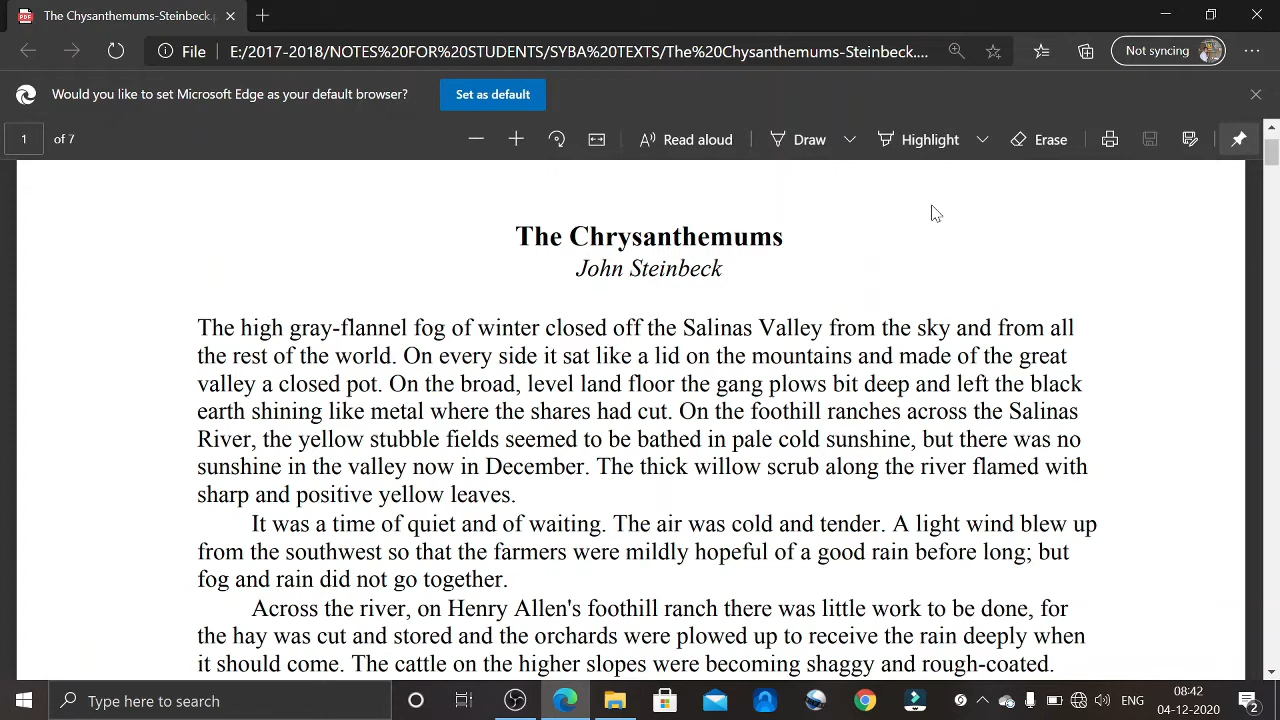 The Chysanthemums-Steinbeck.p
File
E:/2017-2018/NOTES%20FOR%20STUDENTS/SYBA%20TEXTS/The%20Chysanthemums-Steinbeck....
Not syncing
Would you like to set Microsoft Edge as your default browser?
Set as default
1 of 7
Read aloud
Draw
Highlight
Erase
The Chrysanthemums
John Steinbeck
The high gray-flannel fog of winter closed off the Salinas Valley from the sky and from all
the rest of the world. On every side it sat like a lid on the mountains and made of the great
valley a closed pot. On the broad, level land floor the gang plows bit deep and left the black
earth shining like metal where the shares had cut. On the foothill ranches across the Salinas
River, the yellow stubble fields seemed to be bathed in pale cold sunshine, but there was no
sunshine in the valley now in December. The thick willow scrub along the river flamed with
sharp and positive yellow leaves.
It was a time of quiet and of waiting. The air was cold and tender. A light wind blew up
from the southwest so that the farmers were mildly hopeful of a good rain before long; but
fog and rain did not go together.
Across the river, on Henry Allen's foothill ranch there was little work to be done, for
the hay was cut and stored and the orchards were plowed up to receive the rain deeply when
it should come. The cattle on the higher slopes were becoming shaggy and rough-coated.
Type here to search
ENG
08:42
04-12-2020
2